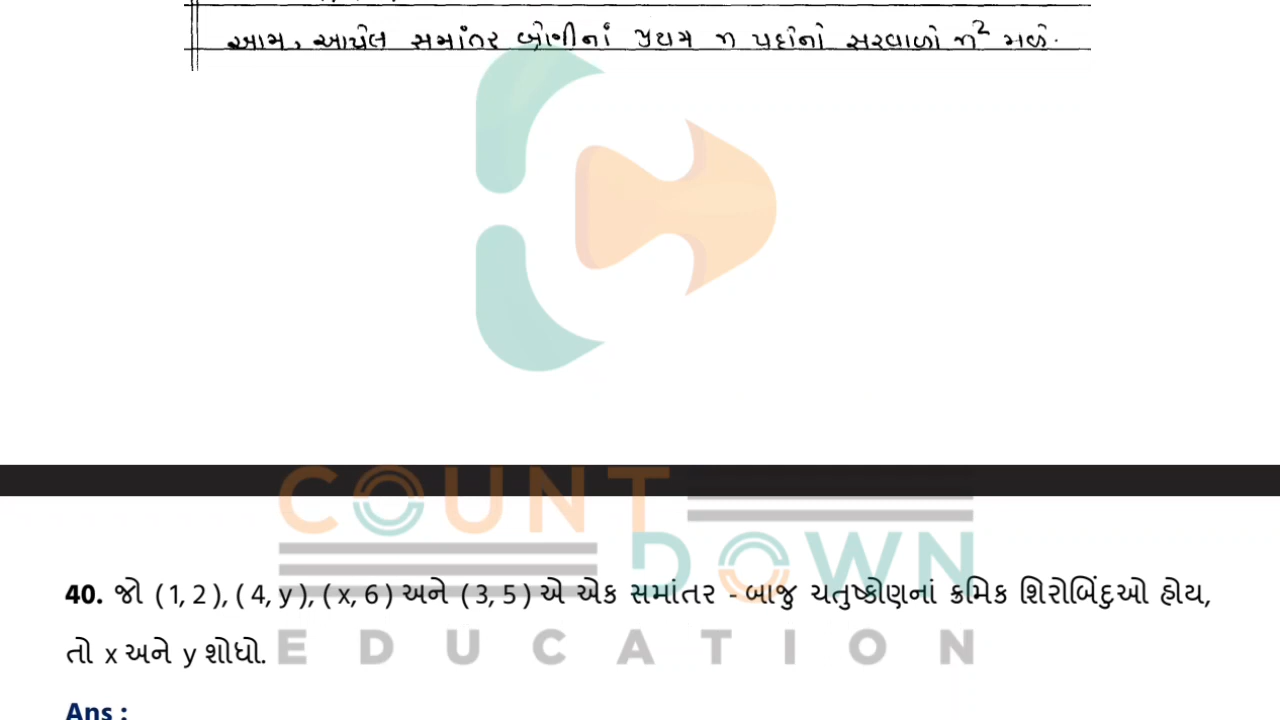 આમ, આપેલ સમાંતર શ્રેણીનાં પ્રથમ n પદોનો સરવાળો n² મળે.
COUNT
DOWN
40. જો (1, 2), (4, y), (x, 6) અને (3, 5) એ એક સમાંતર - બાજુ ચતુષ્કોણનાં ક્રમિક શિરોબિંદુઓ હોય,
તો x અને y શોધો.
EDUCATION
Ans :